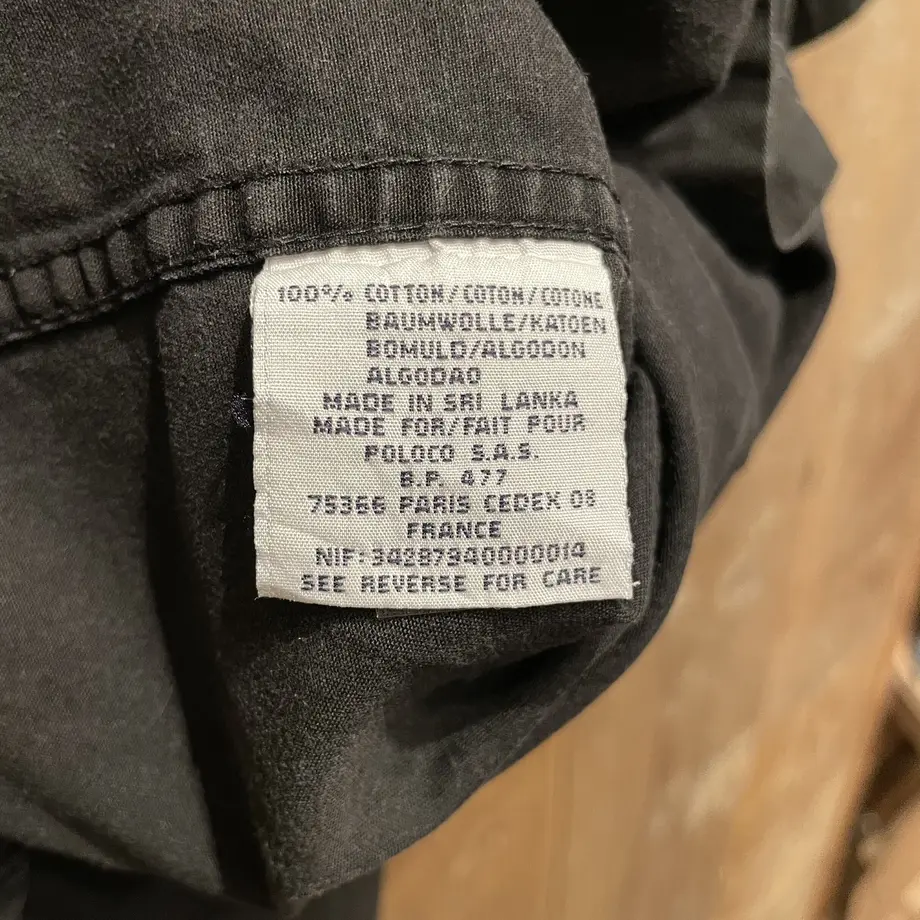 100% COTTON/COTON/COTONE
BAUMWOLLE/KATOEN
BOMULD/ALGODON
ALGODAO
MADE IN SRI LANKA
MADE FOR/FAIT POUR
POLOCO S.A.S.
B.P. 477
75366 PARIS CEDEX 08
FRANCE
NIF:34287340000014
SEE REVERSE FOR CARE